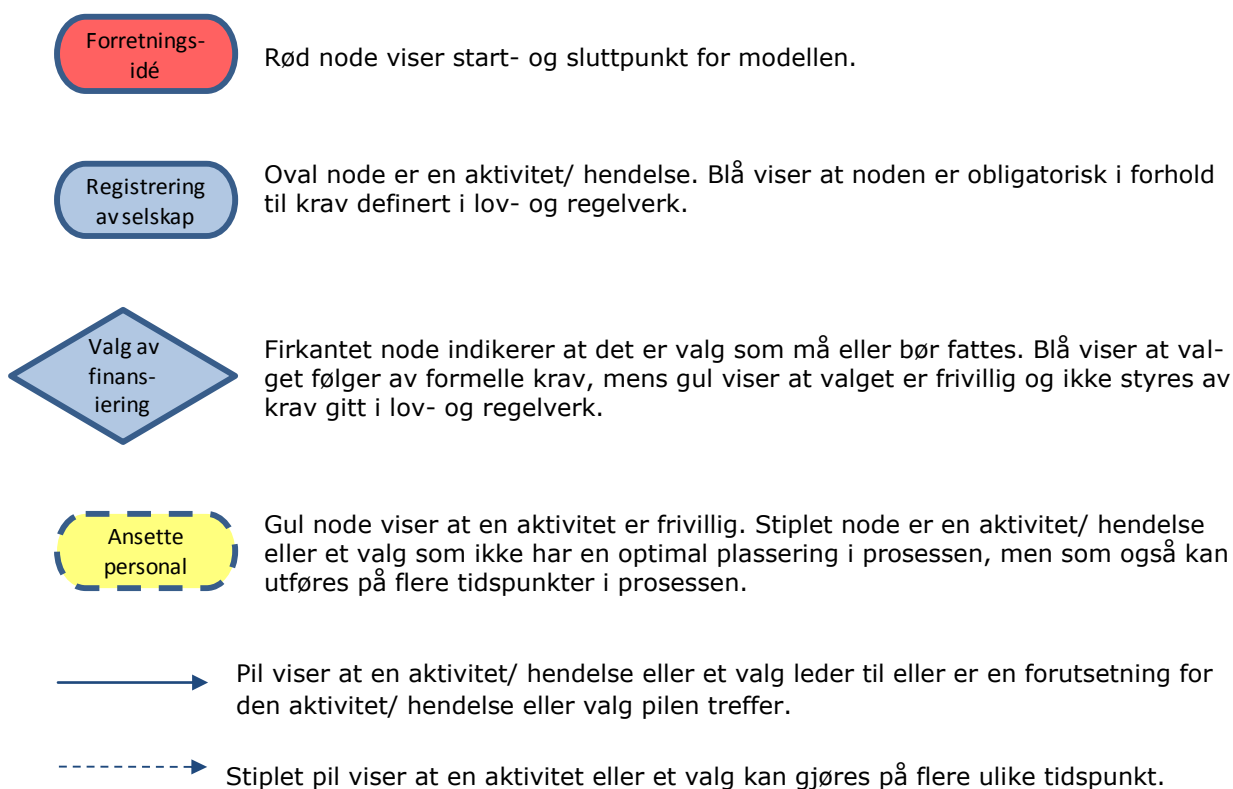 Forretnings-
idé
Rød node viser start- og sluttpunkt for modellen.
Registrering
av selskap
Oval node er en aktivitet/ hendelse. Blå viser at noden er obligatorisk i forhold
til krav definert i lov- og regelverk.
Valg av
finans-
iering
Firkantet node indikerer at det er valg som må eller bør fattes. Blå viser at val-
get følger av formelle krav, mens gul viser at valget er frivillig og ikke styres av
krav gitt i lov- og regelverk.
Ansette
personal
Gul node viser at en aktivitet er frivillig. Stiplet node er en aktivitet/ hendelse
eller et valg som ikke har en optimal plassering i prosessen, men som også kan
utføres på flere tidspunkter i prosessen.
Pil viser at en aktivitet/ hendelse eller et valg leder til eller er en forutsetning for
den aktivitet/ hendelse eller valg pilen treffer.
Stiplet pil viser at en aktivitet eller et valg kan gjøres på flere ulike tidspunkt.